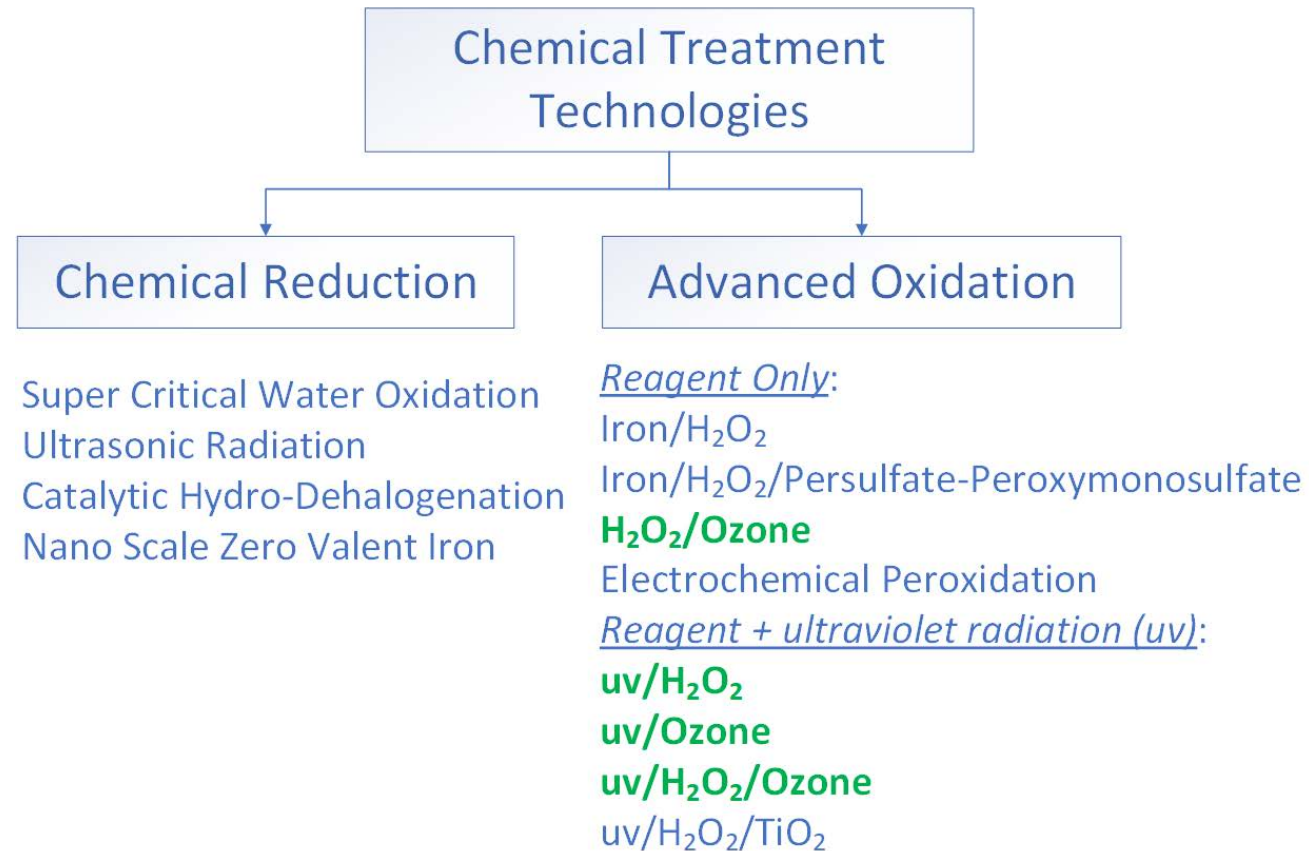 Chemical Treatment
Technologies
Chemical Reduction
Super Critical Water Oxidation
Ultrasonic Radiation
Catalytic Hydro-Dehalogenation
Nano Scale Zero Valent Iron
Advanced Oxidation
Reagent Only:
Iron/H₂O₂
Iron/H₂O₂/Persulfate-Peroxymonosulfate
H₂O₂/Ozone
Electrochemical Peroxidation
Reagent + ultraviolet radiation (uv):
uv/H₂O₂
uv/Ozone
uv/H₂O₂/Ozone
uv/H₂O₂/TiO₂